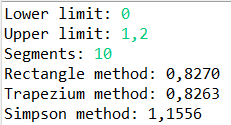 Lower limit: 0
Upper limit: 1,2
Segments: 10
Rectangle method: 0,8270
Trapezium method: 0,8263
Simpson method: 1,1556